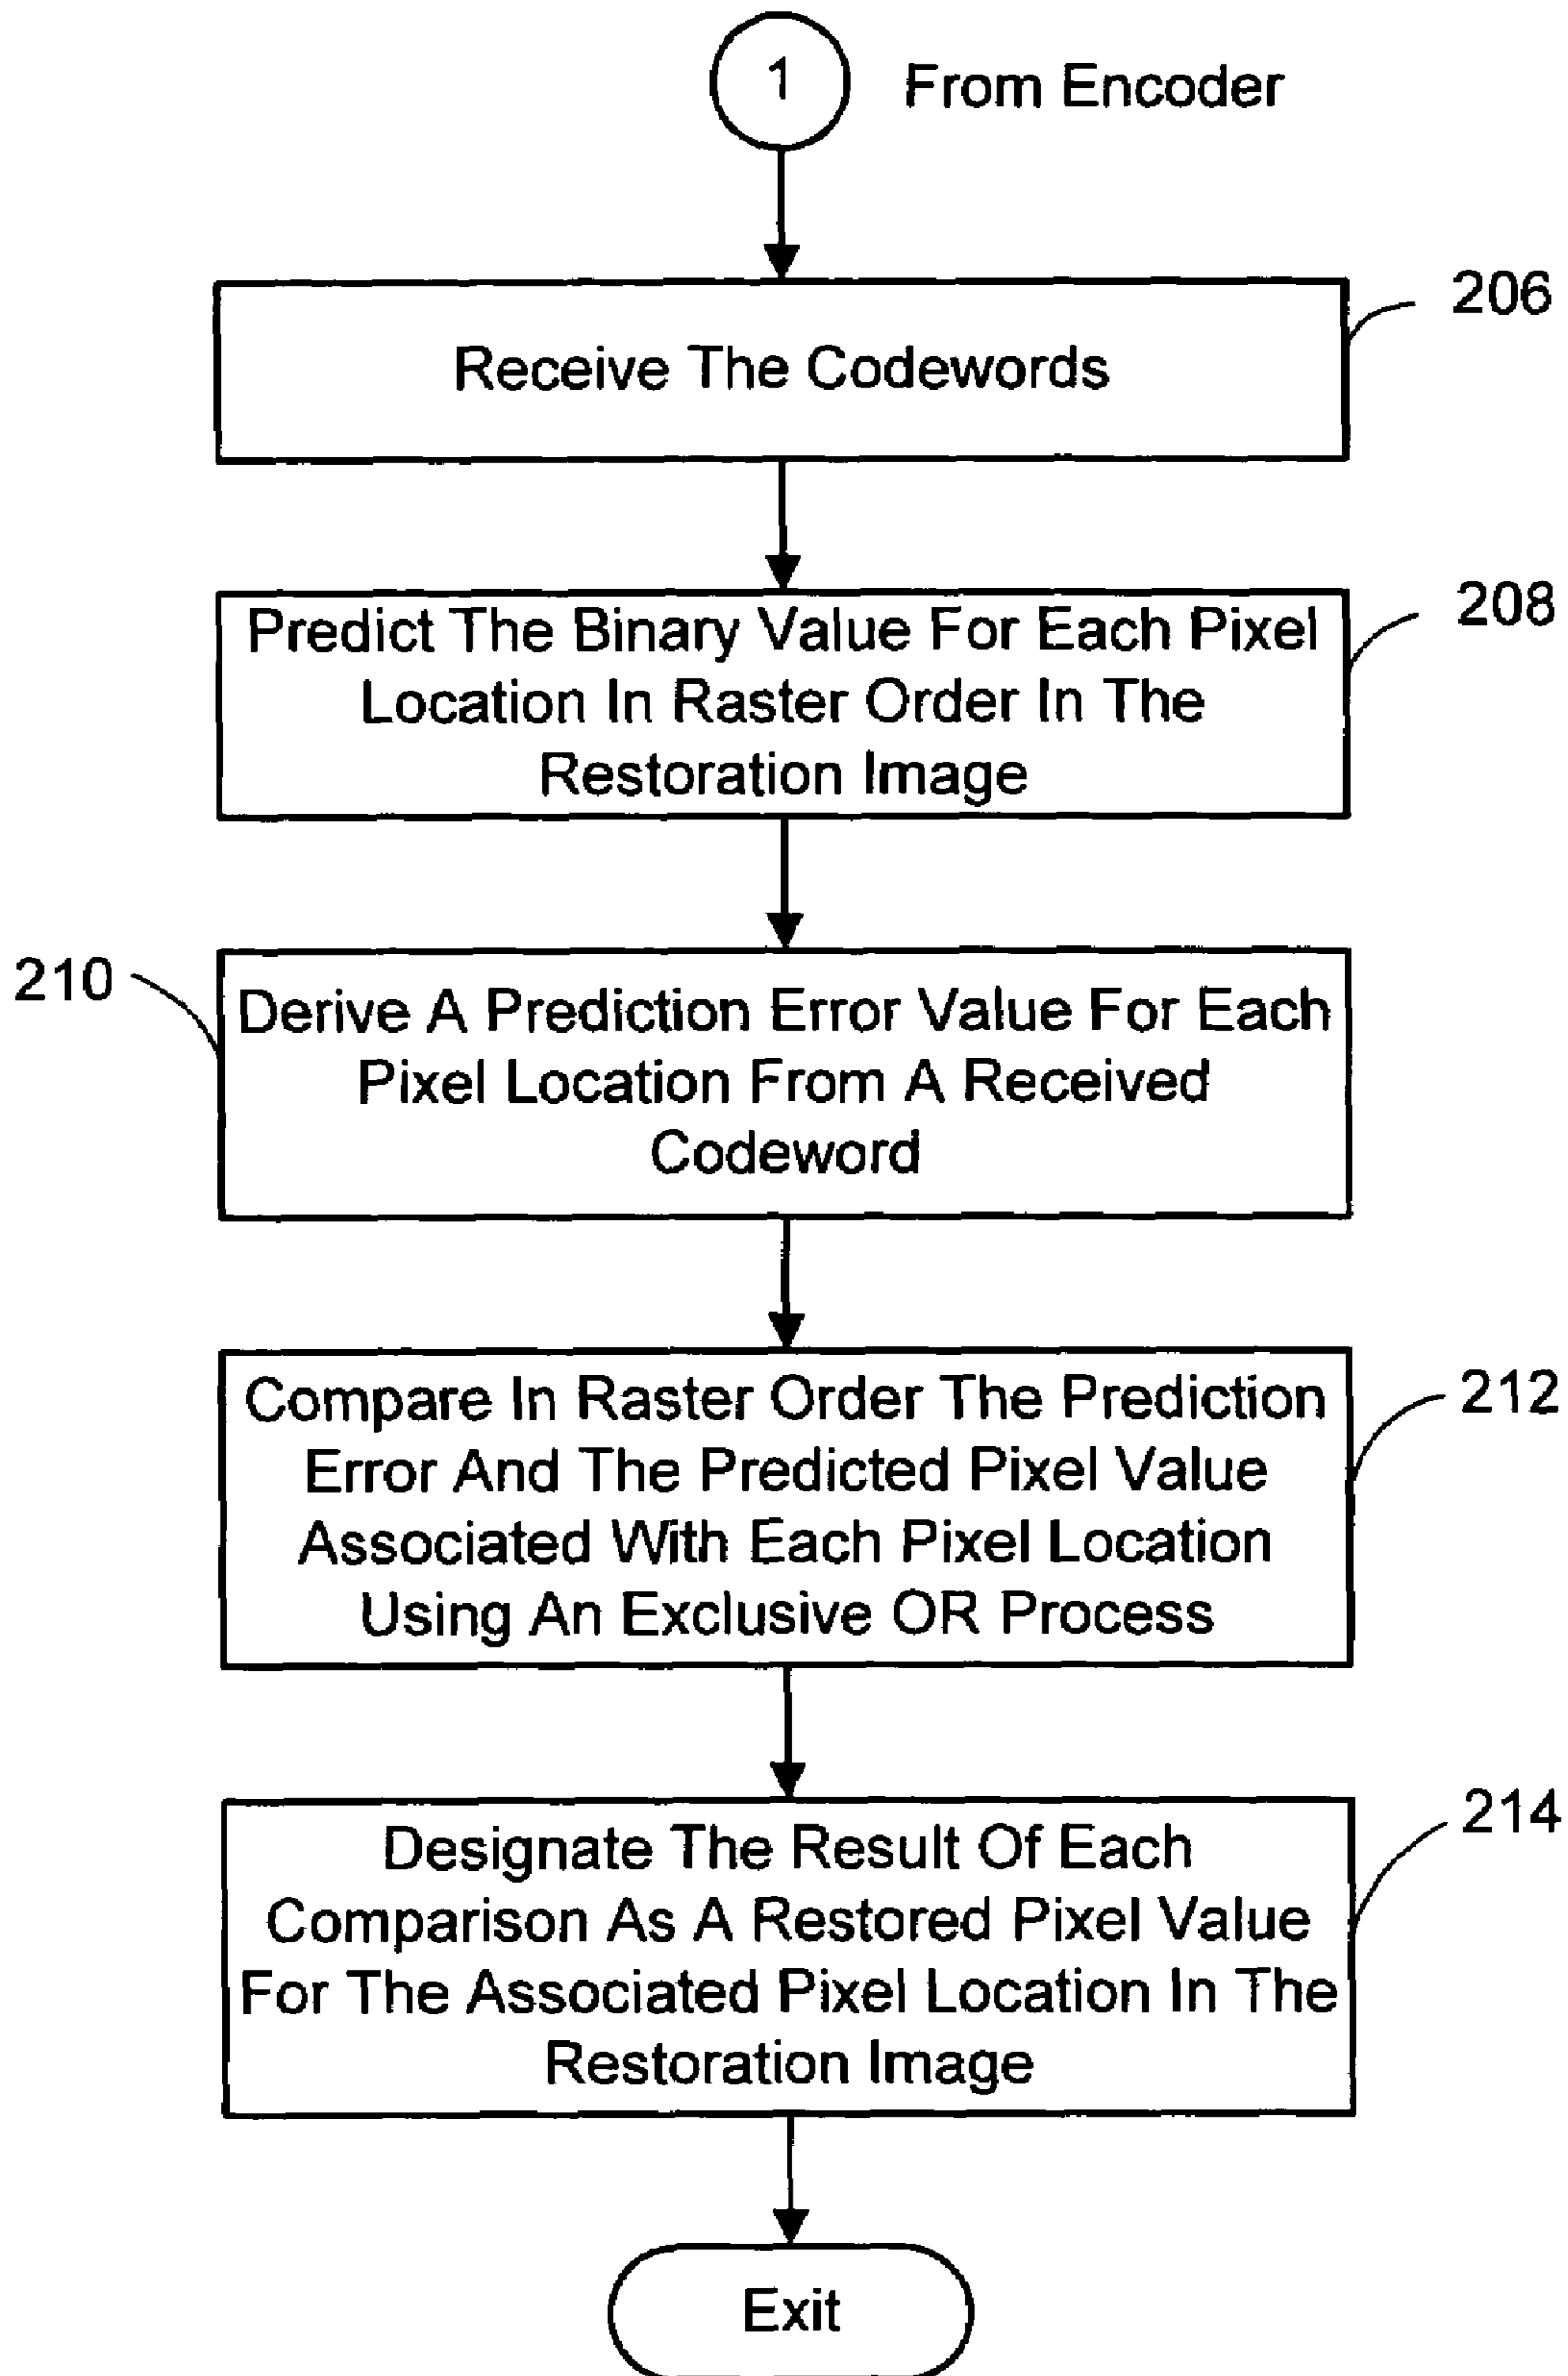 1
From Encoder
206
Receive The Codewords
208
Predict The Binary Value For Each Pixel
Location In Raster Order In The
Restoration Image
210
Derive A Prediction Error Value For Each
Pixel Location From A Received
Codeword
212
Compare In Raster Order The Prediction
Error And The Predicted Pixel Value
Associated With Each Pixel Location
Using An Exclusive OR Process
214
Designate The Result Of Each
Comparison As A Restored Pixel Value
For The Associated Pixel Location In The
Restoration Image
Exit